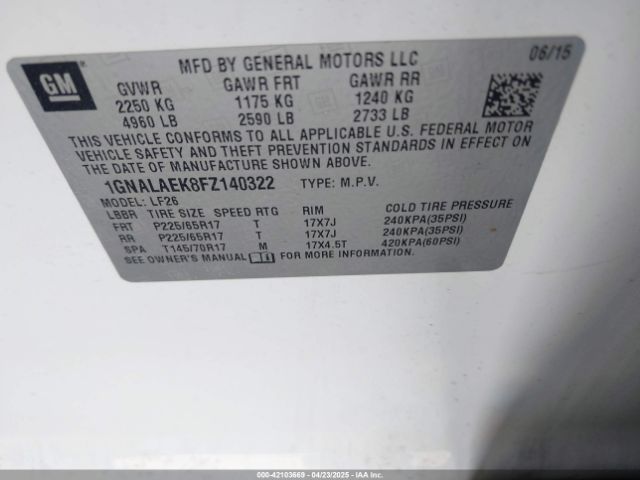 GM
MFD BY GENERAL MOTORS LLC 06/15
GVWR GAWR FRT GAWR RR
2250 KG 1175 KG 1240 KG
4960 LB 2590 LB 2733 LB
THIS VEHICLE CONFORMS TO ALL APPLICABLE U.S. FEDERAL MOTOR
VEHICLE SAFETY AND THEFT PREVENTION STANDARDS IN EFFECT ON
THE DATE OF MANUFACTURE SHOWN ABOVE.
1GNALAEK8FZ140322 TYPE: M.P.V.
MODEL: LF26
LBBR TIRE SIZE SPEED RTG RIM COLD TIRE PRESSURE
FRT P225/65R17 T 17X7J 240KPA(35PSI)
RR P225/65R17 T 17X7J 240KPA(35PSI)
SPA T145/70R17 M 17X4.5T 420KPA(60PSI)
SEE OWNER'S MANUAL FOR MORE INFORMATION.
000-42103669 - 04/23/2025 - IAAI.COM